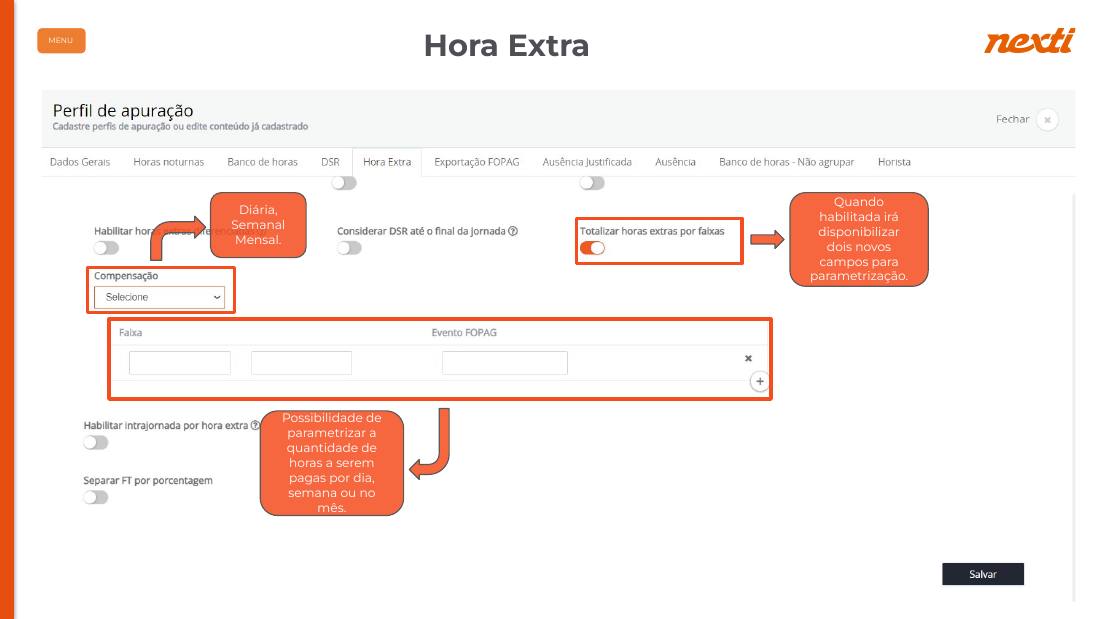 MENU
Hora Extra
nexti
Perfil de apuração
Cadastre perfis de apuração ou edite conteúdo já cadastrado
Fechar
Dados Gerais
Horas noturnas
Banco de horas
DSR
Hora Extra
Exportação FOPAG
Ausência Justificada
Ausência
Banco de horas - Não agrupar
Horista
Diária,
Semanal
Mensal.
Quando
habilitada irá
disponibilizar
dois novos
campos para
parametrização.
Habilitar horas extras
Considerar DSR até o final da jornada
Totalizar horas extras por faixas
Compensação
Selecione
Faixa
Evento FOPAG
Habilitar intrajornada por hora extra
Possibilidade de
parametrizar a
quantidade de
horas a serem
pagas por dia,
semana ou no
mês.
Separar FT por porcentagem
Salvar